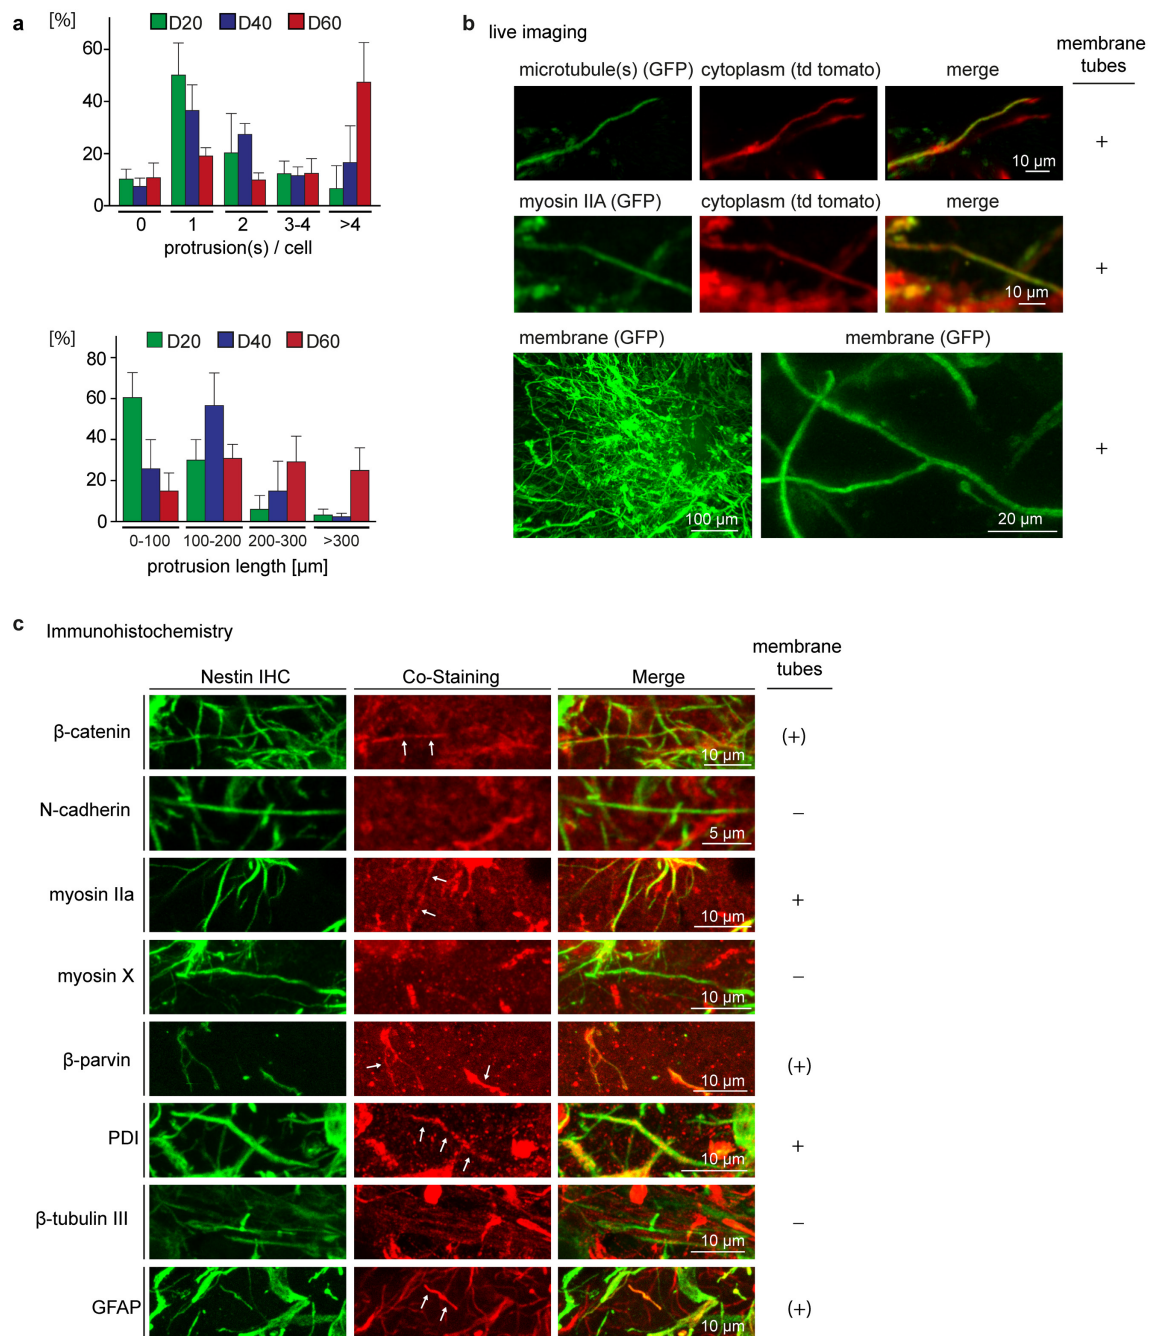 a
[%]
D20 D40 D60
60
40
20
0
0 1 2 3-4 >4
protrusion(s) / cell
[%]
D20 D40 D60
80
60
40
20
0
0-100 100-200 200-300 >300
protrusion length [µm]
b live imaging
membrane
tubes
microtubule(s) (GFP) cytoplasm (td tomato) merge
10 µm
+
myosin IIA (GFP) cytoplasm (td tomato) merge
10 µm
+
membrane (GFP) membrane (GFP)
100 µm
20 µm
+
c Immunohistochemistry
membrane
tubes
Nestin IHC Co-Staining Merge
β-catenin
10 µm
(+)
N-cadherin
5 µm
–
myosin IIa
10 µm
+
myosin X
10 µm
–
β-parvin
10 µm
(+)
PDI
10 µm
+
β-tubulin III
10 µm
–
GFAP
10 µm
(+)